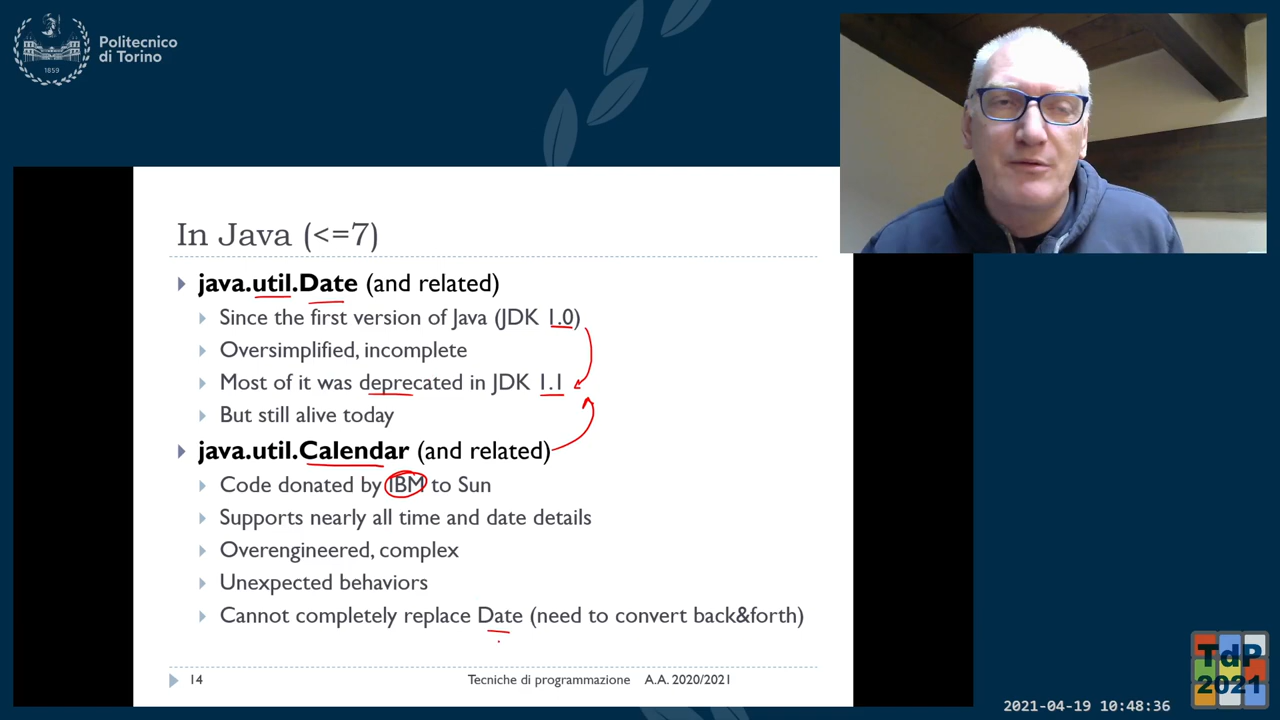 Politecnico
di Torino
1859
In Java (<=7)
java.util.Date (and related)
Since the first version of Java (JDK 1.0)
Oversimplified, incomplete
Most of it was deprecated in JDK 1.1
But still alive today
java.util.Calendar (and related)
Code donated by IBM to Sun
Supports nearly all time and date details
Overengineered, complex
Unexpected behaviors
Cannot completely replace Date (need to convert back&forth)
14
Tecniche di programmazione A.A. 2020/2021
TdP
2021
2021-04-19 10:48:36